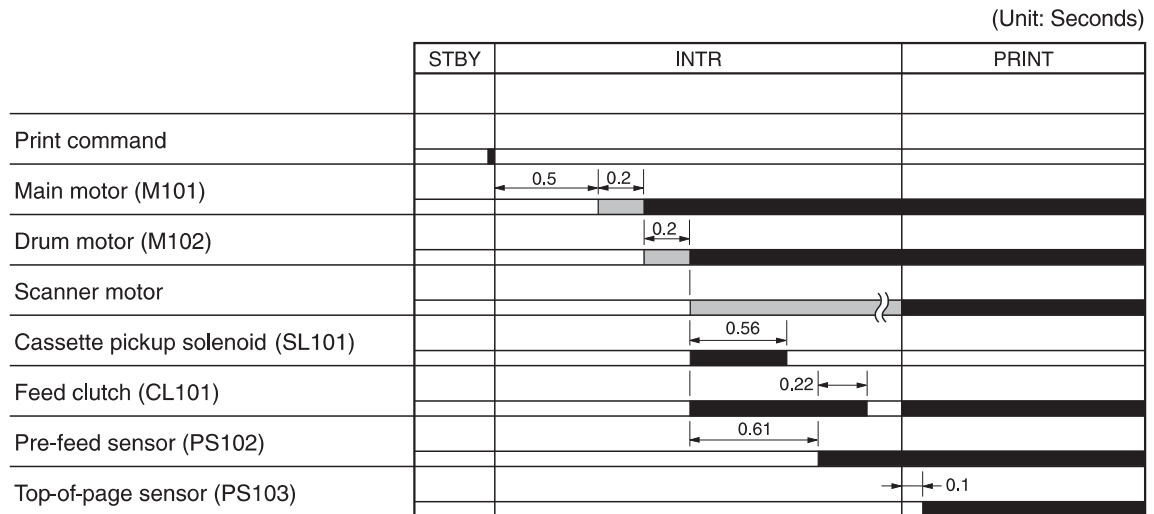 (Unit: Seconds)
STBY INTR PRINT
Print command
Main motor (M101) 0.5 0.2
Drum motor (M102) 0.2
Scanner motor
Cassette pickup solenoid (SL101) 0.56
Feed clutch (CL101) 0.22
Pre-feed sensor (PS102) 0.61
Top-of-page sensor (PS103) 0.1